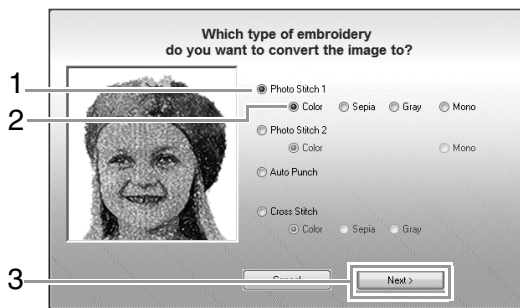 Which type of embroidery
do you want to convert the image to?
1
Photo Stitch 1
2
Color Sepia Gray Mono
Photo Stitch 2
Color Mono
Auto Punch
Cross Stitch
Color Sepia Gray
3
Cancel Next >